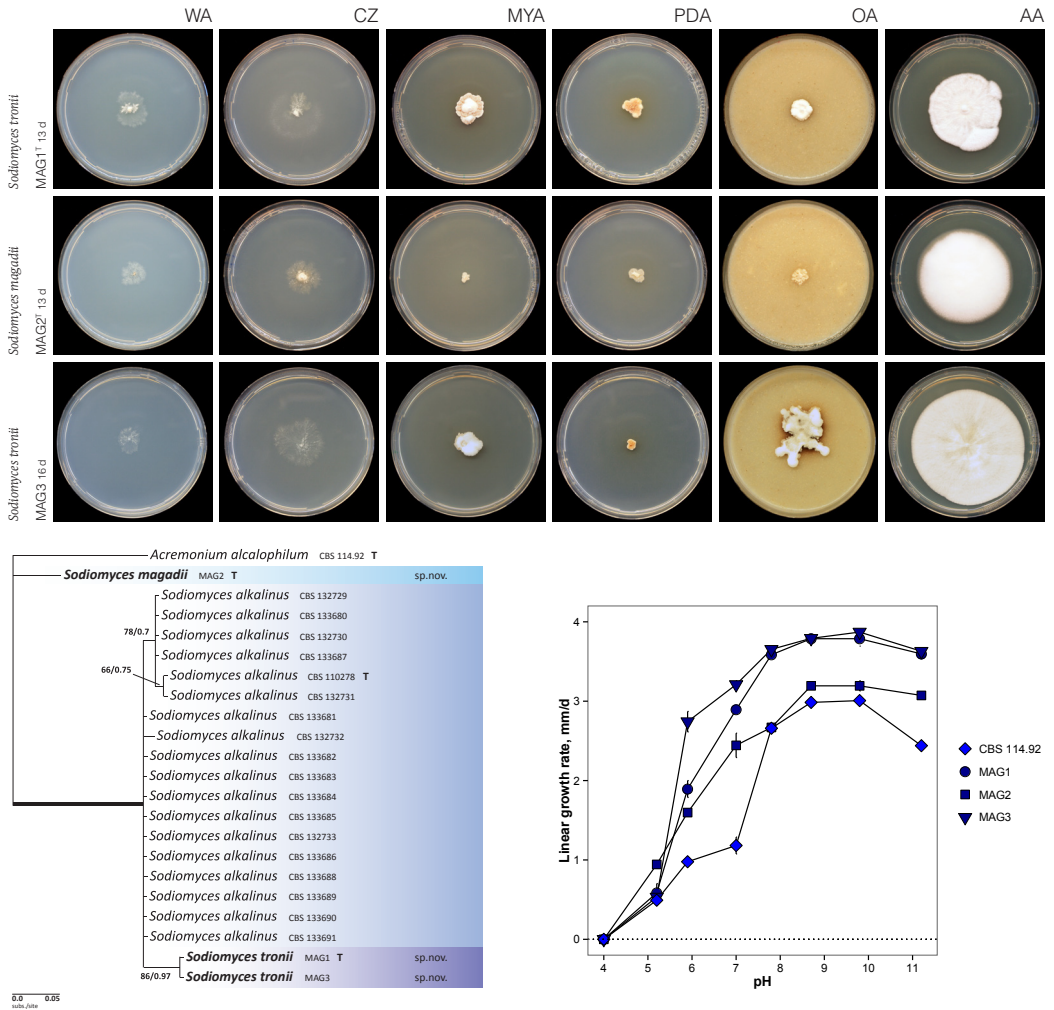 WA CZ MYA PDA OA AA
Sodiomyces tronii
MAG1T 13 d
Sodiomyces magadii
MAG2T 13 d
Sodiomyces tronii
MAG3 16 d
Acremonium alcalophilum CBS 114.92 T
Sodiomyces magadii MAG2 T sp.nov.
Sodiomyces alkalinus CBS 132729
Sodiomyces alkalinus CBS 133680
78/0.7
Sodiomyces alkalinus CBS 132730
Sodiomyces alkalinus CBS 133687
66/0.75
Sodiomyces alkalinus CBS 110278 T
Sodiomyces alkalinus CBS 132731
Sodiomyces alkalinus CBS 133681
Sodiomyces alkalinus CBS 132732
Sodiomyces alkalinus CBS 133682
Sodiomyces alkalinus CBS 133683
Sodiomyces alkalinus CBS 133684
Sodiomyces alkalinus CBS 133685
Sodiomyces alkalinus CBS 132733
Sodiomyces alkalinus CBS 133686
Sodiomyces alkalinus CBS 133688
Sodiomyces alkalinus CBS 133689
Sodiomyces alkalinus CBS 133690
Sodiomyces alkalinus CBS 133691
Sodiomyces tronii MAG1 T sp.nov.
86/0.97
Sodiomyces tronii MAG3 sp.nov.
0.0 0.05
subs./site
Linear growth rate, mm/d
4
3
2
1
0
4 5 6 7 8 9 10 11
pH
CBS 114.92
MAG1
MAG2
MAG3